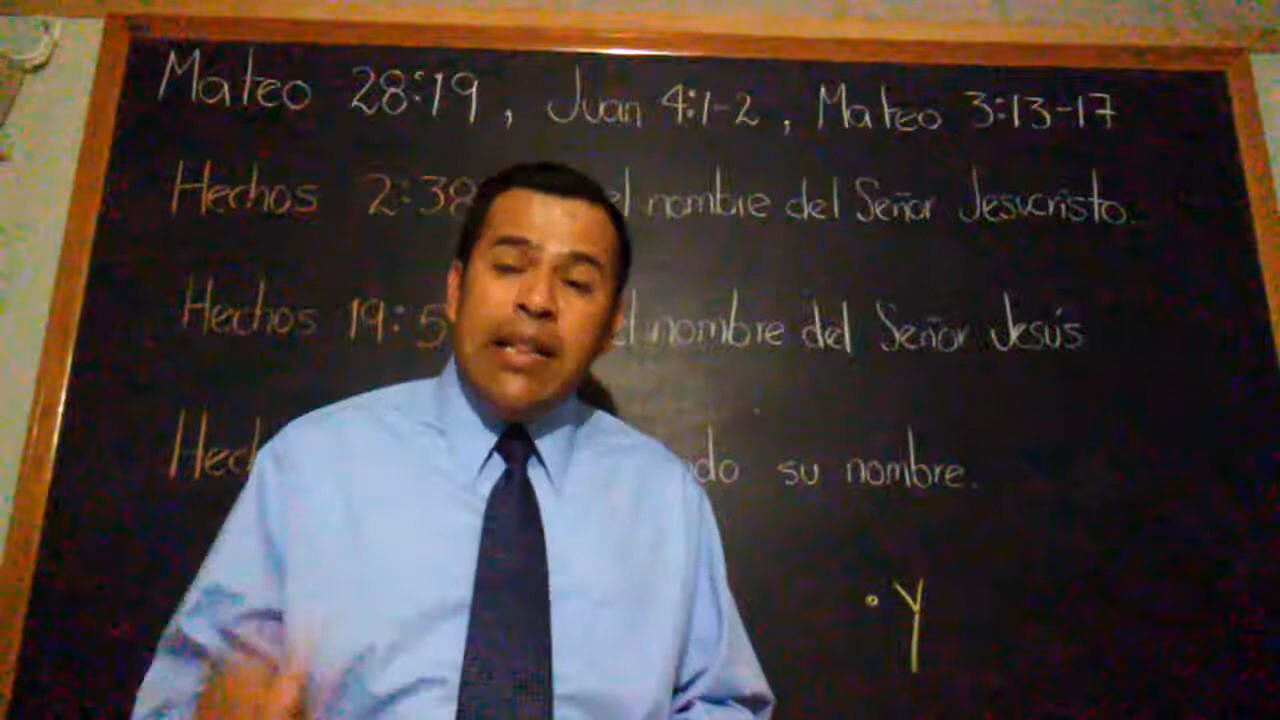 Mateo 28:19, Juan 4:1-2, Mateo 3:13-17
Hechos 2:38 el nombre del Señor Jesucristo.
Hechos 19:5 el nombre del Señor Jesús
su nombre.
• Y